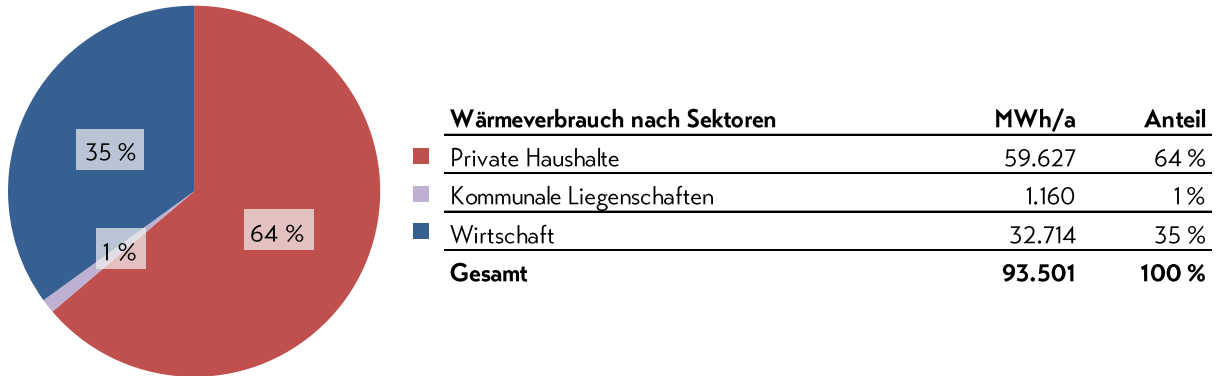 35 %
64 %
1 %
Wärmeverbrauch nach Sektoren MWh/a Anteil
Private Haushalte 59.627 64 %
Kommunale Liegenschaften 1.160 1 %
Wirtschaft 32.714 35 %
Gesamt 93.501 100 %